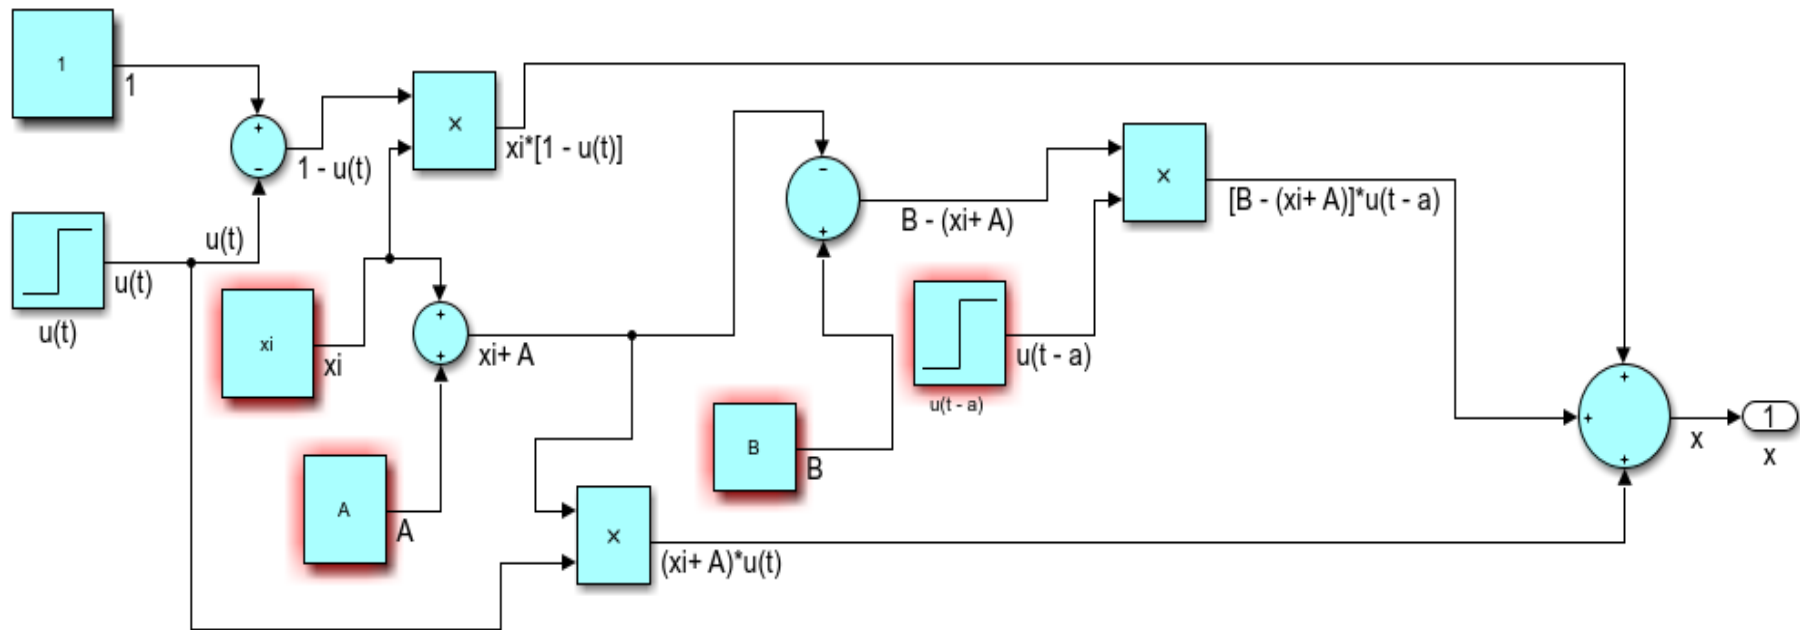 1
1
+
-
1 - u(t)
×
xi*[1 - u(t)]
u(t)
u(t)
u(t)
xi
xi
+
+
xi+ A
A
A
-
+
B - (xi+ A)
×
[B - (xi+ A)]*u(t - a)
u(t - a)
u(t - a)
B
B
×
(xi+ A)*u(t)
+
+
+
x
1
x